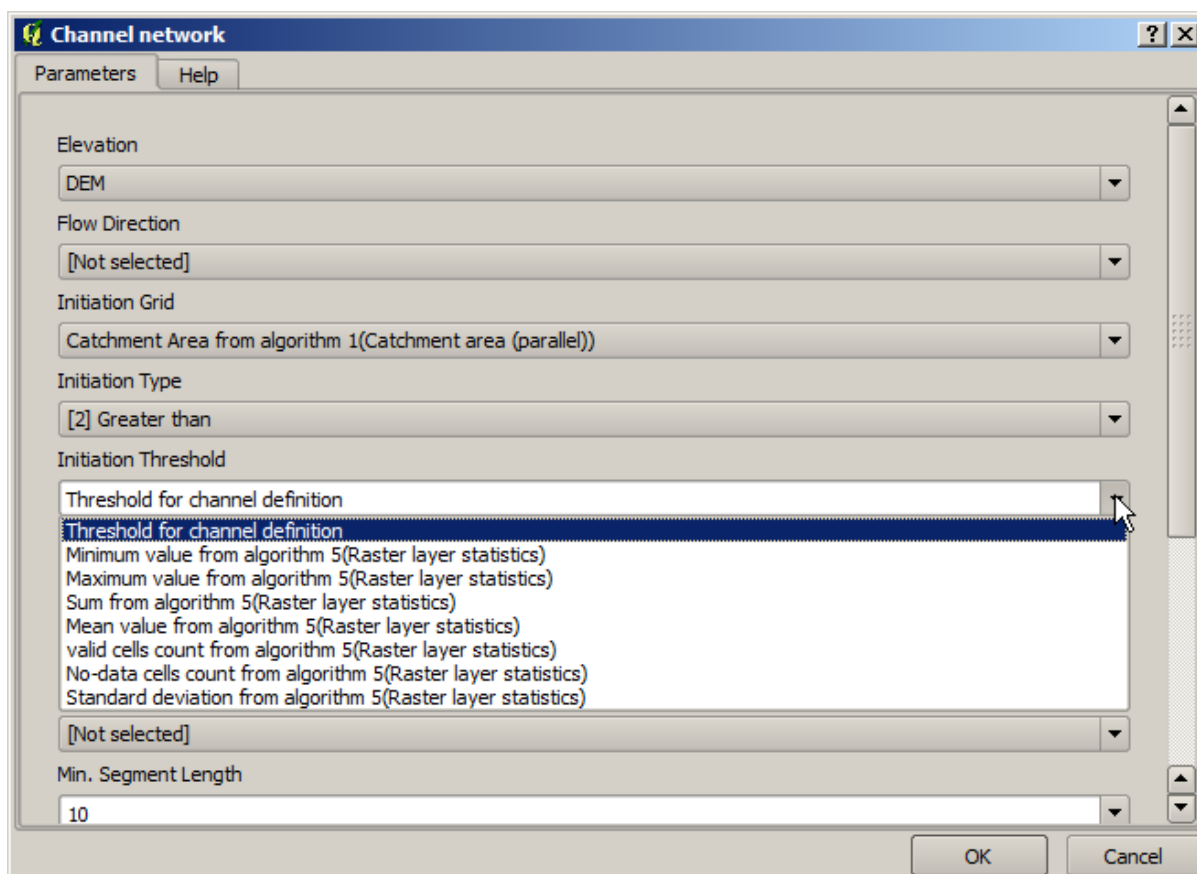 Channel network
Parameters
Help
Elevation
DEM
Flow Direction
[Not selected]
Initiation Grid
Catchment Area from algorithm 1(Catchment area (parallel))
Initiation Type
[2] Greater than
Initiation Threshold
Threshold for channel definition
Threshold for channel definition
Minimum value from algorithm 5(Raster layer statistics)
Maximum value from algorithm 5(Raster layer statistics)
Sum from algorithm 5(Raster layer statistics)
Mean value from algorithm 5(Raster layer statistics)
valid cells count from algorithm 5(Raster layer statistics)
No-data cells count from algorithm 5(Raster layer statistics)
Standard deviation from algorithm 5(Raster layer statistics)
[Not selected]
Min. Segment Length
10
OK
Cancel